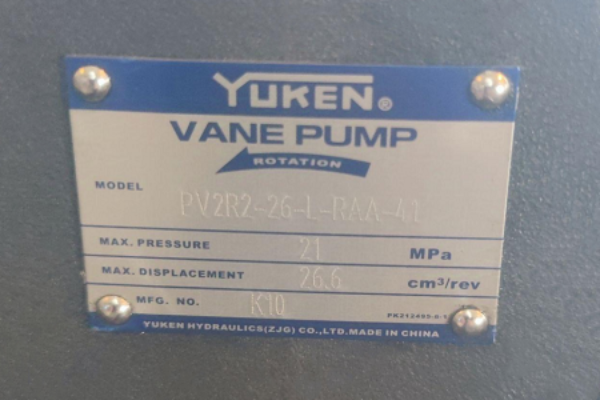 YUKEN®
VANE PUMP
ROTATION
MODEL PV2R2-26-L-RAA-41
MAX. PRESSURE 21 MPa
MAX. DISPLACEMENT 26.6 cm³/rev
MFG. NO. K10
YUKEN HYDRAULICS(ZJG) CO.,LTD.MADE IN CHINA